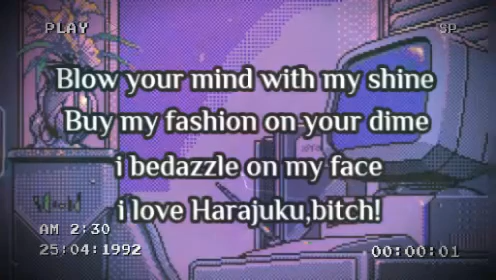 PLAY
SP
Blow your mind with my shine
Buy my fashion on your dime
i bedazzle on my face
i love Harajuku,bitch!
AM 2:30
25:04:1992
00:00:01